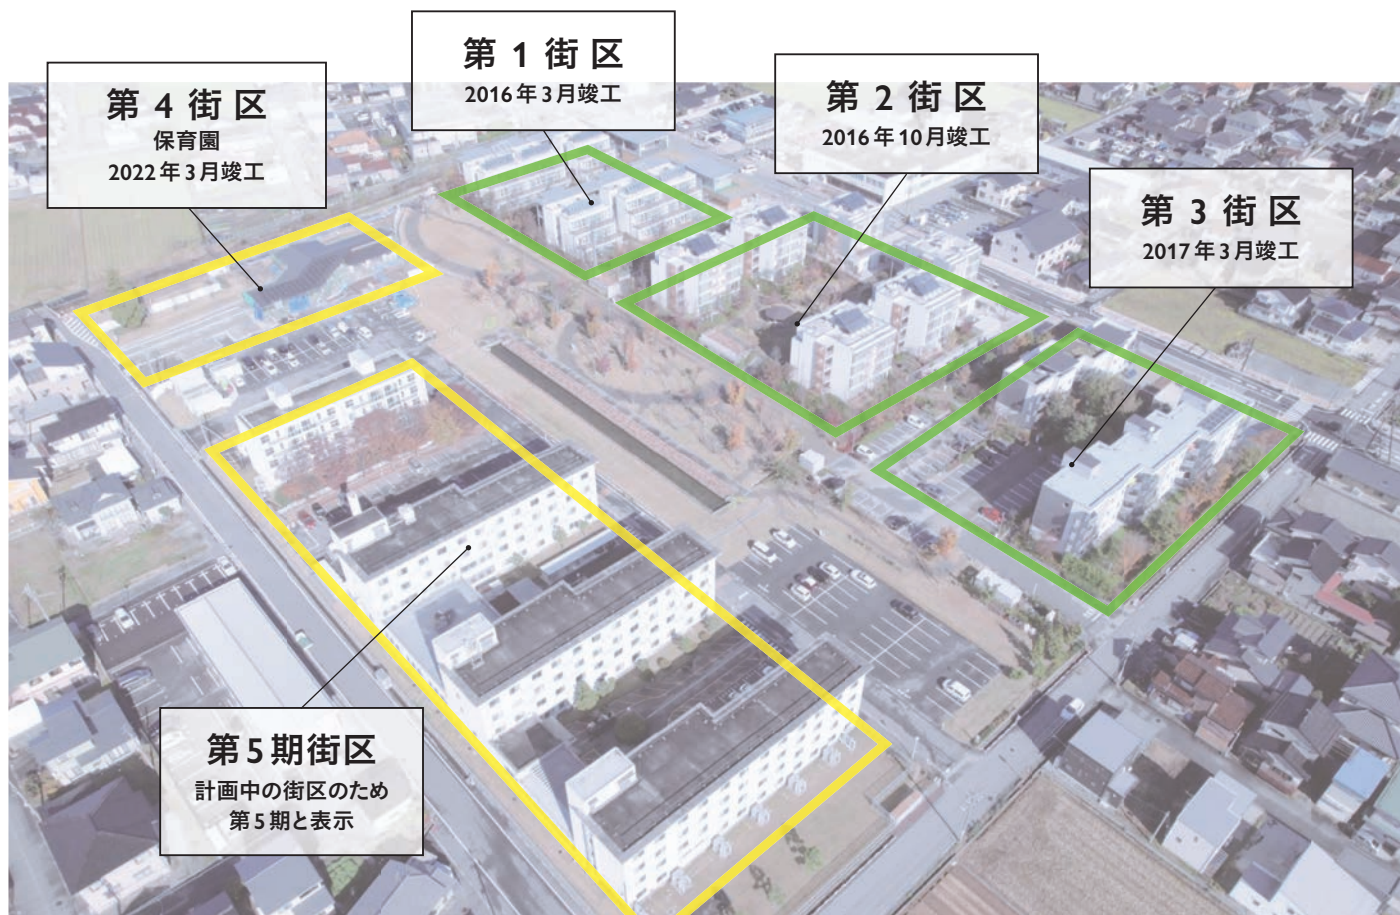 第1街区
2016年3月竣工
第4街区
保育園
2022年3月竣工
第2街区
2016年10月竣工
第3街区
2017年3月竣工
第5期街区
計画中の街区のため
第5期と表示